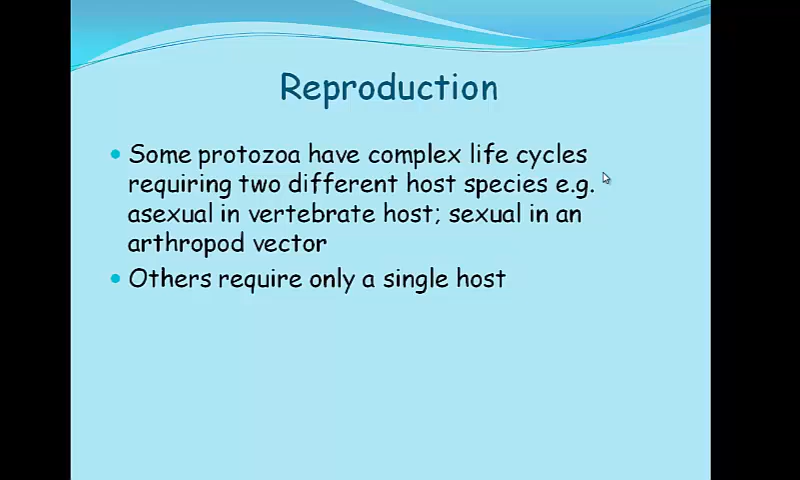 Reproduction
Some protozoa have complex life cycles
requiring two different host species e.g.
asexual in vertebrate host; sexual in an
arthropod vector
Others require only a single host